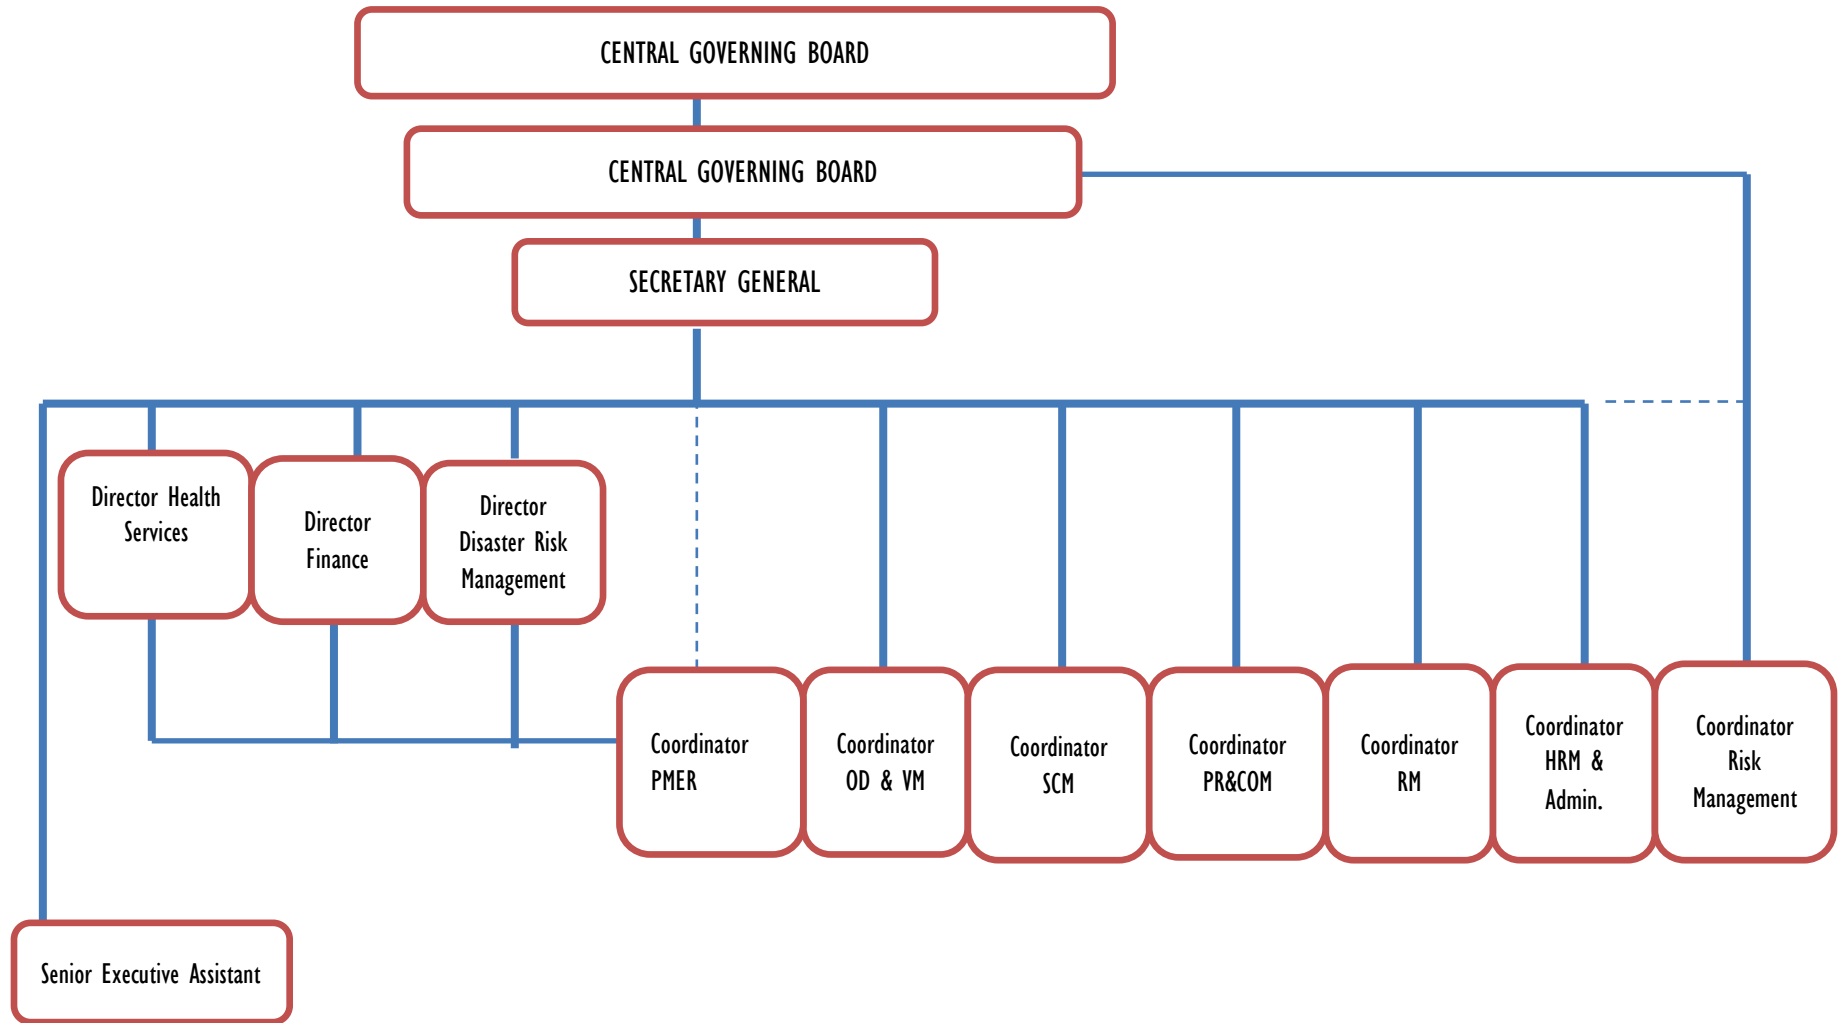 CENTRAL GOVERNING BOARD
CENTRAL GOVERNING BOARD
SECRETARY GENERAL
Director Health
Services
Director
Finance
Director
Disaster Risk
Management
Coordinator
PMER
Coordinator
OD & VM
Coordinator
SCM
Coordinator
PR&COM
Coordinator
RM
Coordinator
HRM &
Admin.
Coordinator
Risk
Management
Senior Executive Assistant